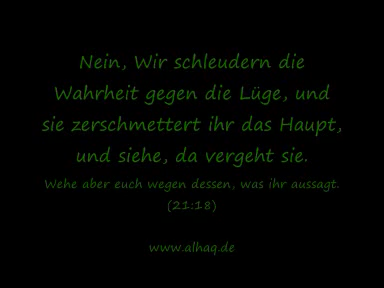 Nein, Wir schleudern die
Wahrheit gegen die Lüge, und
sie zerschmettert ihr das Haupt,
und siehe, da vergeht sie.
Wehe aber euch wegen dessen, was ihr aussagt.
(21:18)
www.alhaq.de